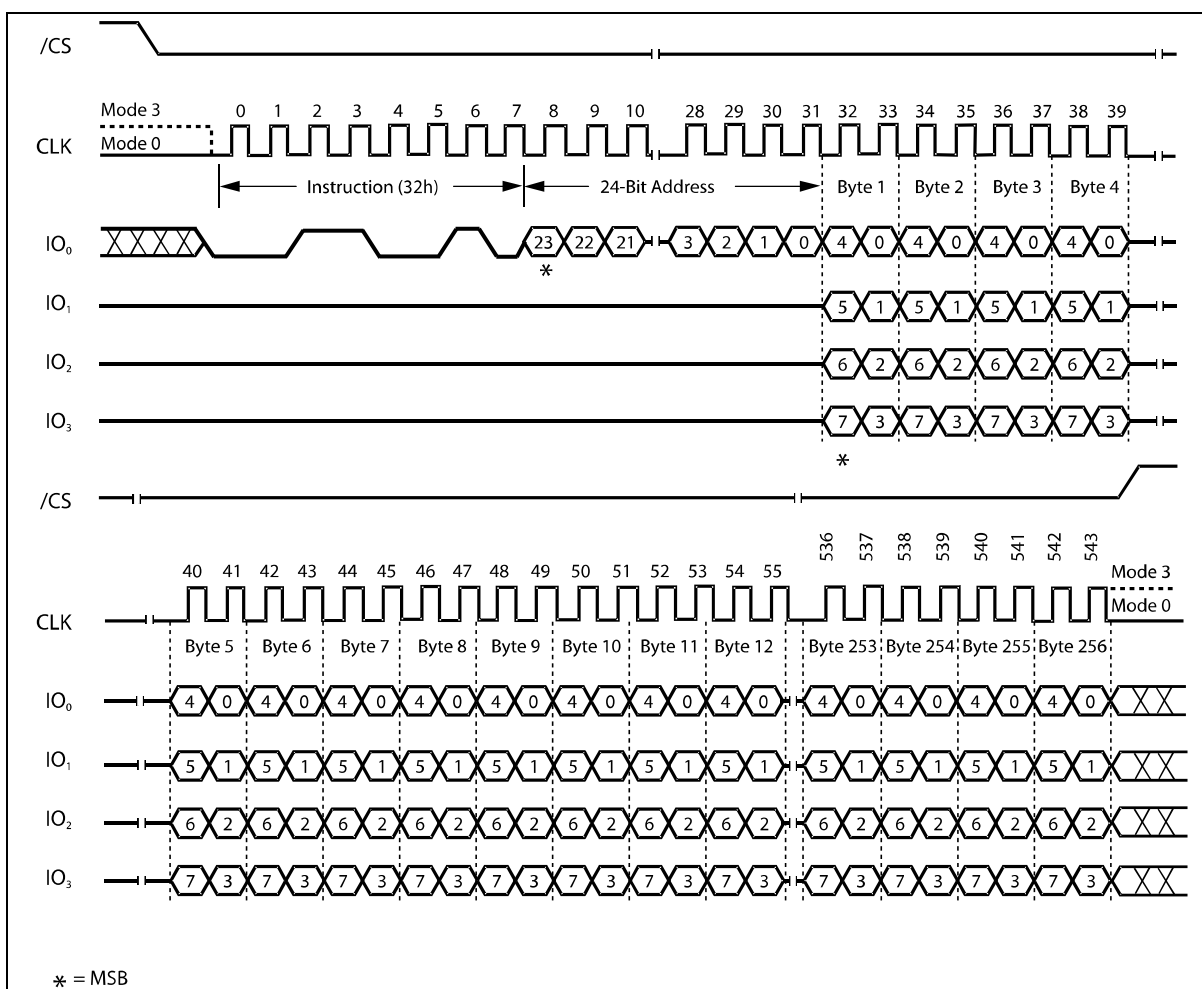 /CS
Mode 3
0 1 2 3 4 5 6 7 8 9 10 28 29 30 31 32 33 34 35 36 37 38 39
CLK
Mode 0
Instruction (32h) 24-Bit Address Byte 1 Byte 2 Byte 3 Byte 4
IO₀ 23 22 21 3 2 1 0 4 0 4 0 4 0 4 0
*
IO₁ 5 1 5 1 5 1 5 1
IO₂ 6 2 6 2 6 2 6 2
IO₃ 7 3 7 3 7 3 7 3
*
/CS
536 537 538 539 540 541 542 543
40 41 42 43 44 45 46 47 48 49 50 51 52 53 54 55
Mode 3
CLK
Mode 0
Byte 5 Byte 6 Byte 7 Byte 8 Byte 9 Byte 10 Byte 11 Byte 12 Byte 253 Byte 254 Byte 255 Byte 256
IO₀ 4 0 4 0 4 0 4 0 4 0 4 0 4 0 4 0 4 0 4 0 4 0 4 0
IO₁ 5 1 5 1 5 1 5 1 5 1 5 1 5 1 5 1 5 1 5 1 5 1 5 1
IO₂ 6 2 6 2 6 2 6 2 6 2 6 2 6 2 6 2 6 2 6 2 6 2 6 2
IO₃ 7 3 7 3 7 3 7 3 7 3 7 3 7 3 7 3 7 3 7 3 7 3 7 3
* = MSB